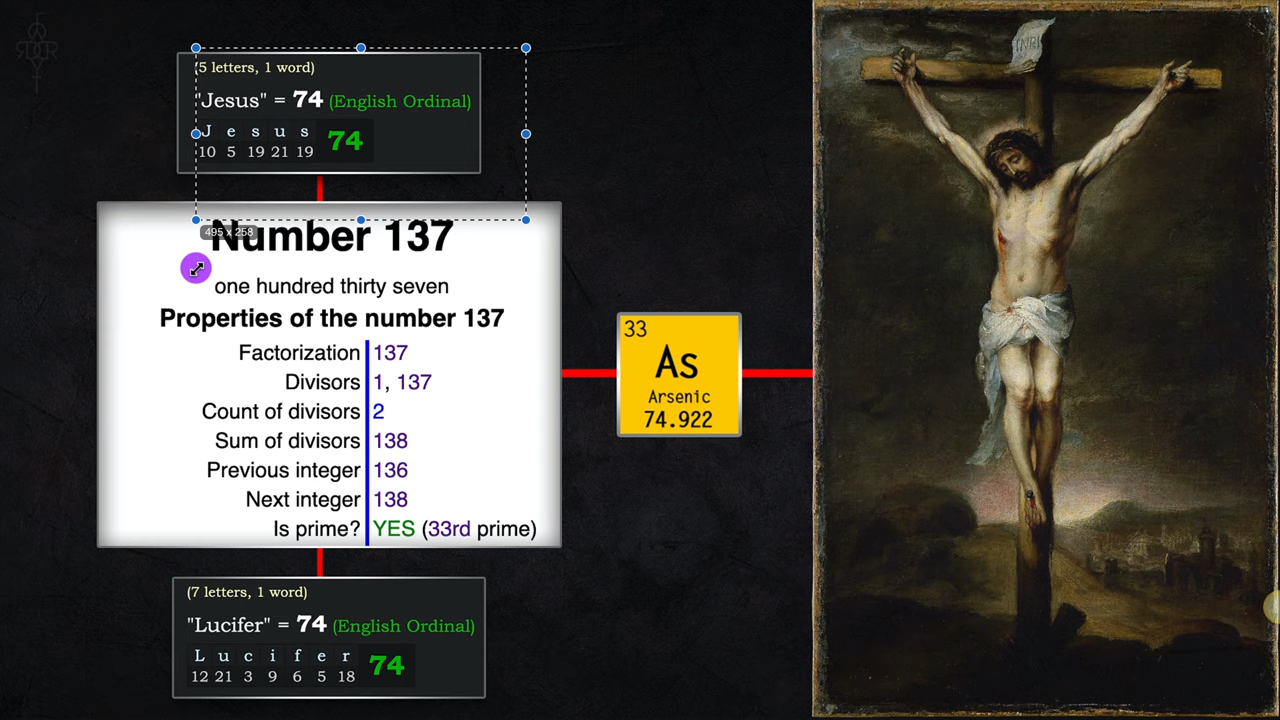 (5 letters, 1 word)
"Jesus" = 74 (English Ordinal)
J e s u s 74
10 5 19 21 19
Number 137
495 x 258
one hundred thirty seven
Properties of the number 137
Factorization 137
Divisors 1, 137
Count of divisors 2
Sum of divisors 138
Previous integer 136
Next integer 138
Is prime? YES (33rd prime)
33
As
Arsenic
74.922
INRI
(7 letters, 1 word)
"Lucifer" = 74 (English Ordinal)
L u c i f e r 74
12 21 3 9 6 5 18